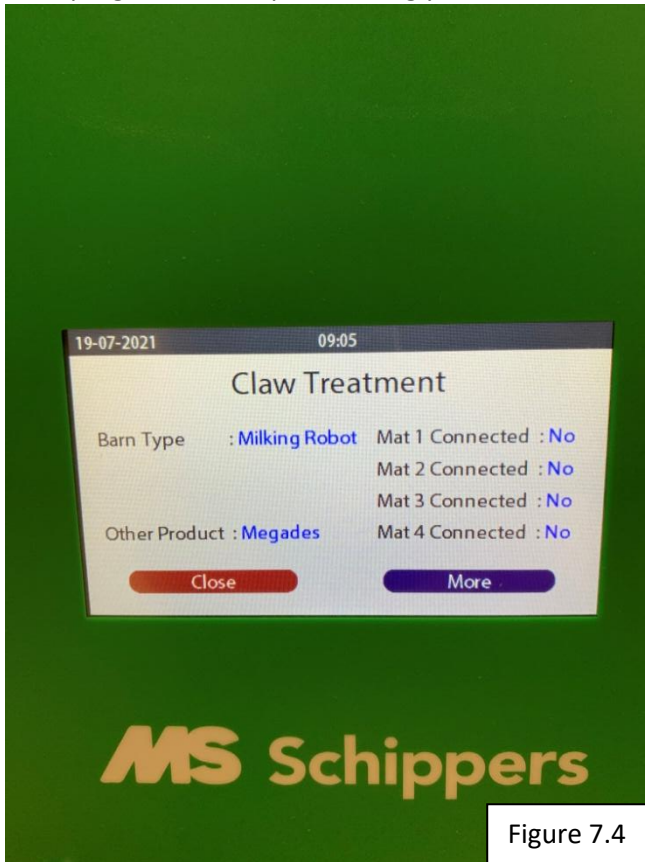 19-07-2021 09:05
Claw Treatment
Barn Type : Milking Robot Mat 1 Connected : No
Mat 2 Connected : No
Mat 3 Connected : No
Other Product : Megades Mat 4 Connected : No
Close More
MS Schippers
Figure 7.4